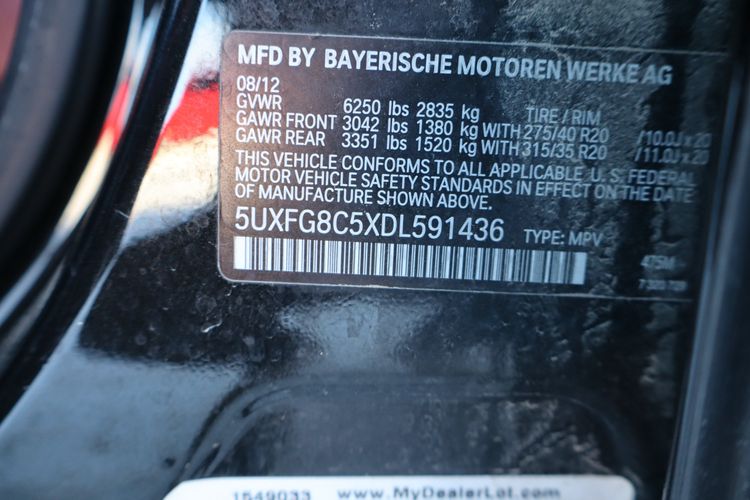 MFD BY BAYERISCHE MOTOREN WERKE AG
08/12
GVWR 6250 lbs 2835 kg TIRE / RIM
GAWR FRONT 3042 lbs 1380 kg WITH 275/40 R20 /10.0J x 20
GAWR REAR 3351 lbs 1520 kg WITH 315/35 R20 /11.0J x 20
THIS VEHICLE CONFORMS TO ALL APPLICABLE U. S. FEDERAL
MOTOR VEHICLE SAFETY STANDARDS IN EFFECT ON THE DATE
OF MANUFACTURE SHOWN ABOVE.
5UXFG8C5XDL591436 TYPE: MPV
1549033 www.MyDealerLot.com